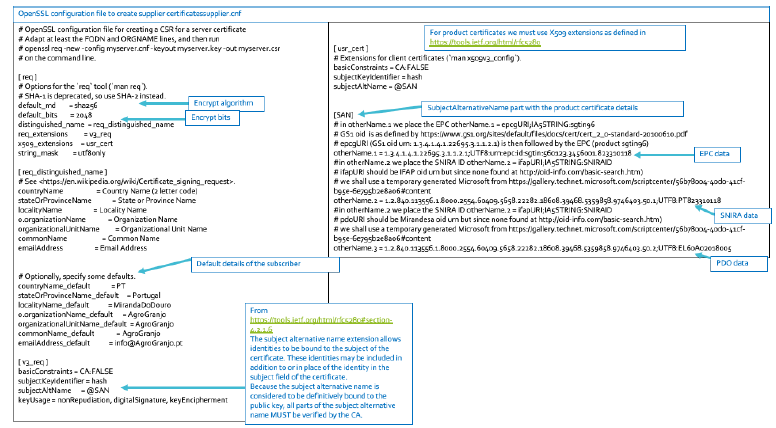 OpenSSL configuration file to create supplier certificatessupplier.cnf
# OpenSSL configuration file for creating a CSR for a server certificate
# Adapt at least the FQDN and ORGNAME lines, and then run
# openssl req -new -config myserver.cnf -keyout myserver.key -out myserver.csr
# on the command line.
[ req ]
# Options for the `req` tool (`man req`).
# SHA-1 is deprecated, so use SHA-2 instead.
default_md = sha256
default_bits = 2048
distinguished_name = req_distinguished_name
req_extensions = v3_req
x509_extensions = usr_cert
string_mask = utf8only
Encrypt algorithm
Encrypt bits
[ req_distinguished_name ]
# See <https://en.wikipedia.org/wiki/Certificate_signing_request>.
countryName = Country Name (2 letter code)
stateOrProvinceName = State or Province
localityName = Locality Name
0.organizationName = Organization Name
organizationalUnitName = Organizational Unit Name
commonName = Common Name
emailAddress = Email Address
Default details of the subscriber
# Optionally, specify some defaults.
countryName_default = PT
stateOrProvinceName_default = Portugal
localityName_default = MirandaDoDouro
0.organizationName_default = AgroGranjo
organizationalUnitName_default = AgroGranjo
commonName_default = AgroGranjo
emailAddress_default = info@AgroGranjo.pt
[ v3_req ]
basicConstraints = CA:FALSE
subjectKeyIdentifier = hash
subjectAltName = @SAN
keyUsage = nonRepudiation, digitalSignature, keyEncipherment
From
https://tools.ietf.org/html/rfc5280#section-
4.2.1.6
The subject alternative name extension allows
identities to be bound to the subject of the
certificate. These identities may be included in
addition to or in place of the identity in
the subject field of the certificate.
Because the subject alternative name is
considered to be definitively bound to the
public key, all parts of the subject alternative
name MUST be verified by the CA.
For product certificates we must use X509 extensions as defined in
https://tools.ietf.org/html/rfc5280
[ usr_cert ]
# Extensions for client certificates (`man x509v3_config`).
basicConstraints = CA:FALSE
subjectKeyIdentifier = hash
subjectAltName = @SAN
SubjectAlternativeName part with the product certificate details
[SAN]
# in otherName.1 we place the EPC otherName.1 = epcgURI;IA5STRING:sgtin96
# GS1 oid is as defined by https://www.gs1.org/sites/default/files/docs/cert/cert_2_0-standard-20100610.pdf
# epcgURI (GS1 oid urn: 1.3.4.1.4.1.22695.3.1.1.2.1) is then followed by the EPC (product sgtin96)
otherName.1 = 1.3.4.1.4.1.22695.3.1.1.2.1;UTF8:urn:epc:id:sgtin:560123.345600.823310118
EPC data
#in otherName.2 we place the SNIRA ID otherName.2 = ifapURI;IA5STRING:SNIRAID
# ifapURI should be IFAP oid urn but since none found at http://oid-info.com/basic-search.htm)
# we shall use a temporary generated Microsoft from https://gallery.technet.microsoft.com/scriptcenter/56b78004-40d0-41cf-
b95e-6e795b2e8a06#content
otherName.2 = 1.2.840.113556.1.8000.2554.60409.5658.22282.18608.39468.5359858.9746403.50.1;UTF8:PT823310118
#in otherName.2 we place the SNIRA ID otherName.2 = ifapURI;IA5STRING:SNIRAID
SNIRA data
# pdoURI should be Mirandesa oid urn but since none found at http://oid-info.com/basic-search.htm)
# we shall use a temporary generated Microsoft from https://gallery.technet.microsoft.com/scriptcenter/56b78004-40d0-41cf-
b95e-6e795b2e8a06#content
otherName.3 = 1.2.840.113556.1.8000.2554.60409.5658.22282.18608.39468.5359858.9746403.50.2;UTF8:EL60A02018005
PDO data